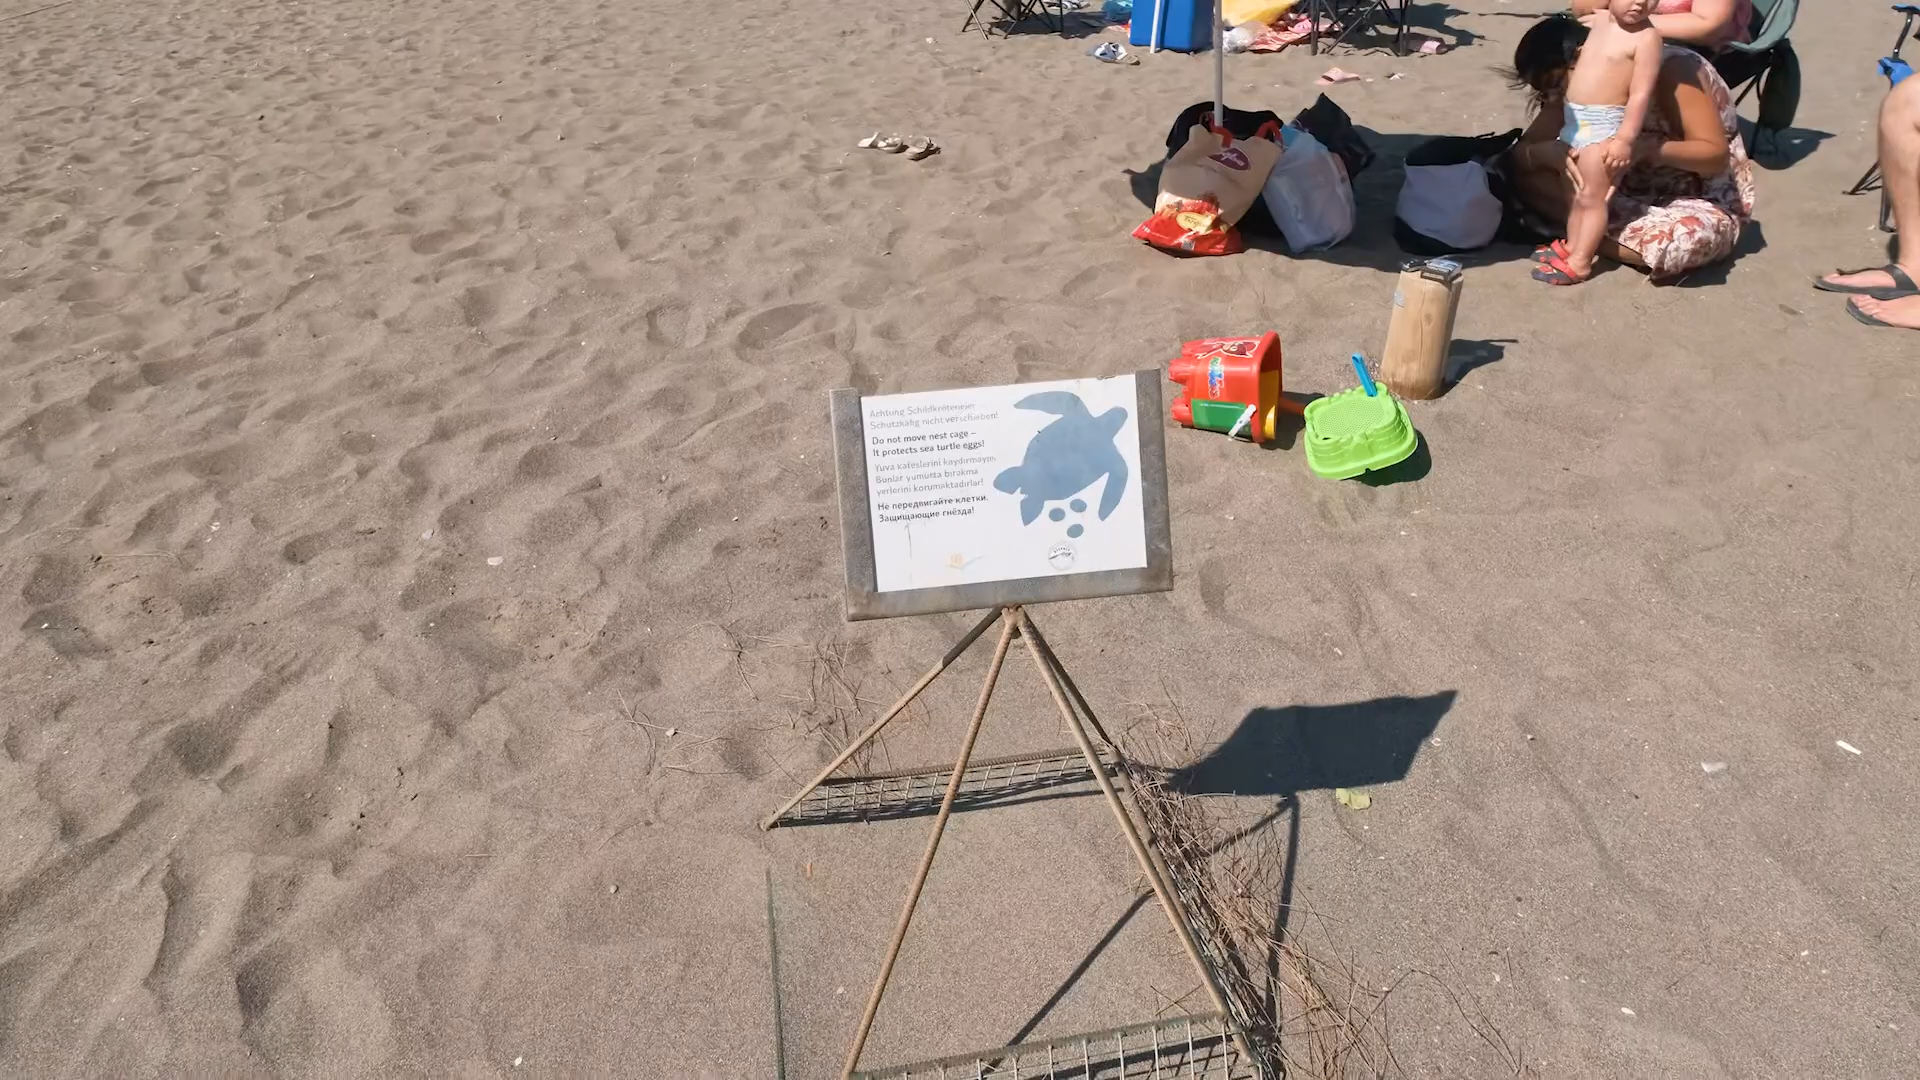 Achtung Schildkröteneier
Schutzkäfig nicht verschieben!
Do not move nest cage –
It protects sea turtle eggs!
Yuva kafeslerini kaydırmayın,
Bunlar yumurta bırakma
yerlerini korumaktadırlar!
Не передвигайте клетки.
Защищающие гнёзда!